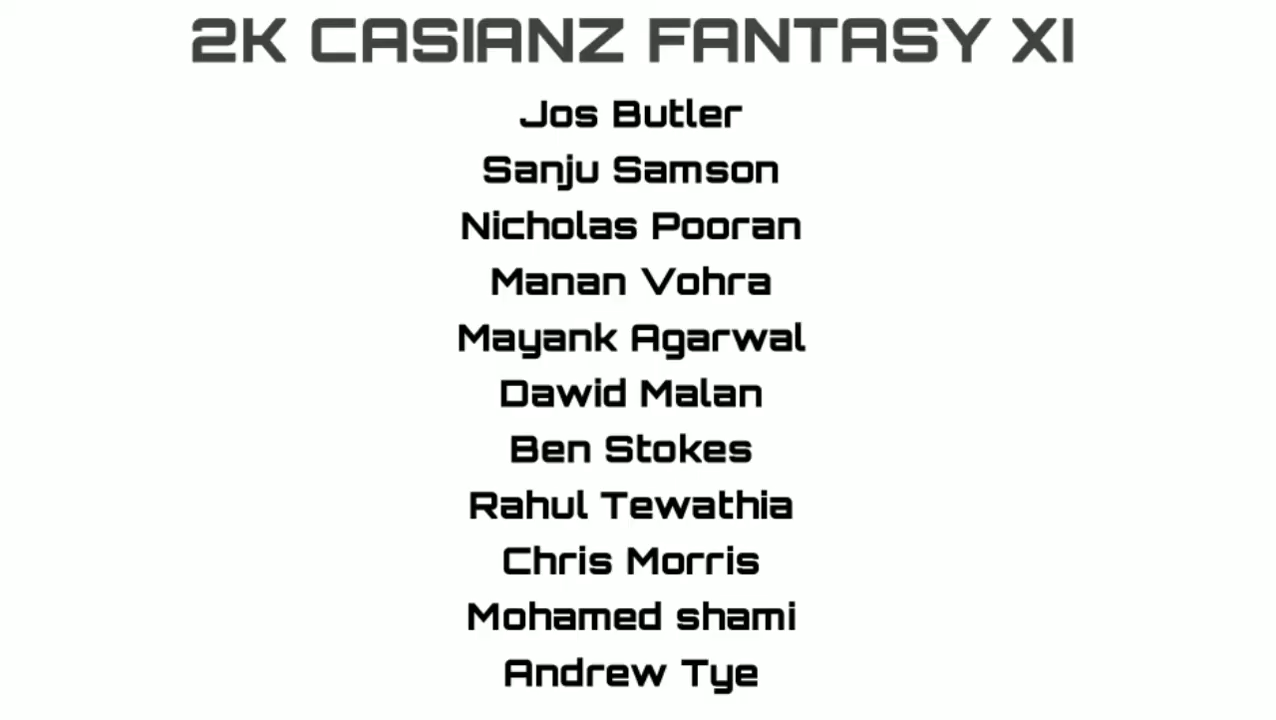 2K CASIANZ FANTASY XI
Jos Butler
Sanju Samson
Nicholas Pooran
Manan Vohra
Mayank Agarwal
Dawid Malan
Ben Stokes
Rahul Tewathia
Chris Morris
Mohamed shami
Andrew Tye